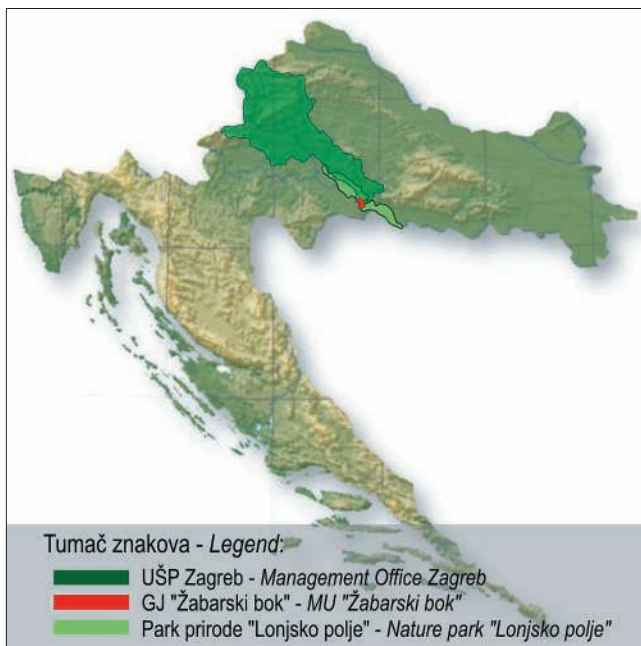 Tumač znakova - Legend:
UŠP Zagreb - Management Office Zagreb
GJ "Žabarski bok" - MU "Žabarski bok"
Park prirode "Lonjsko polje" - Nature park "Lonjsko polje"